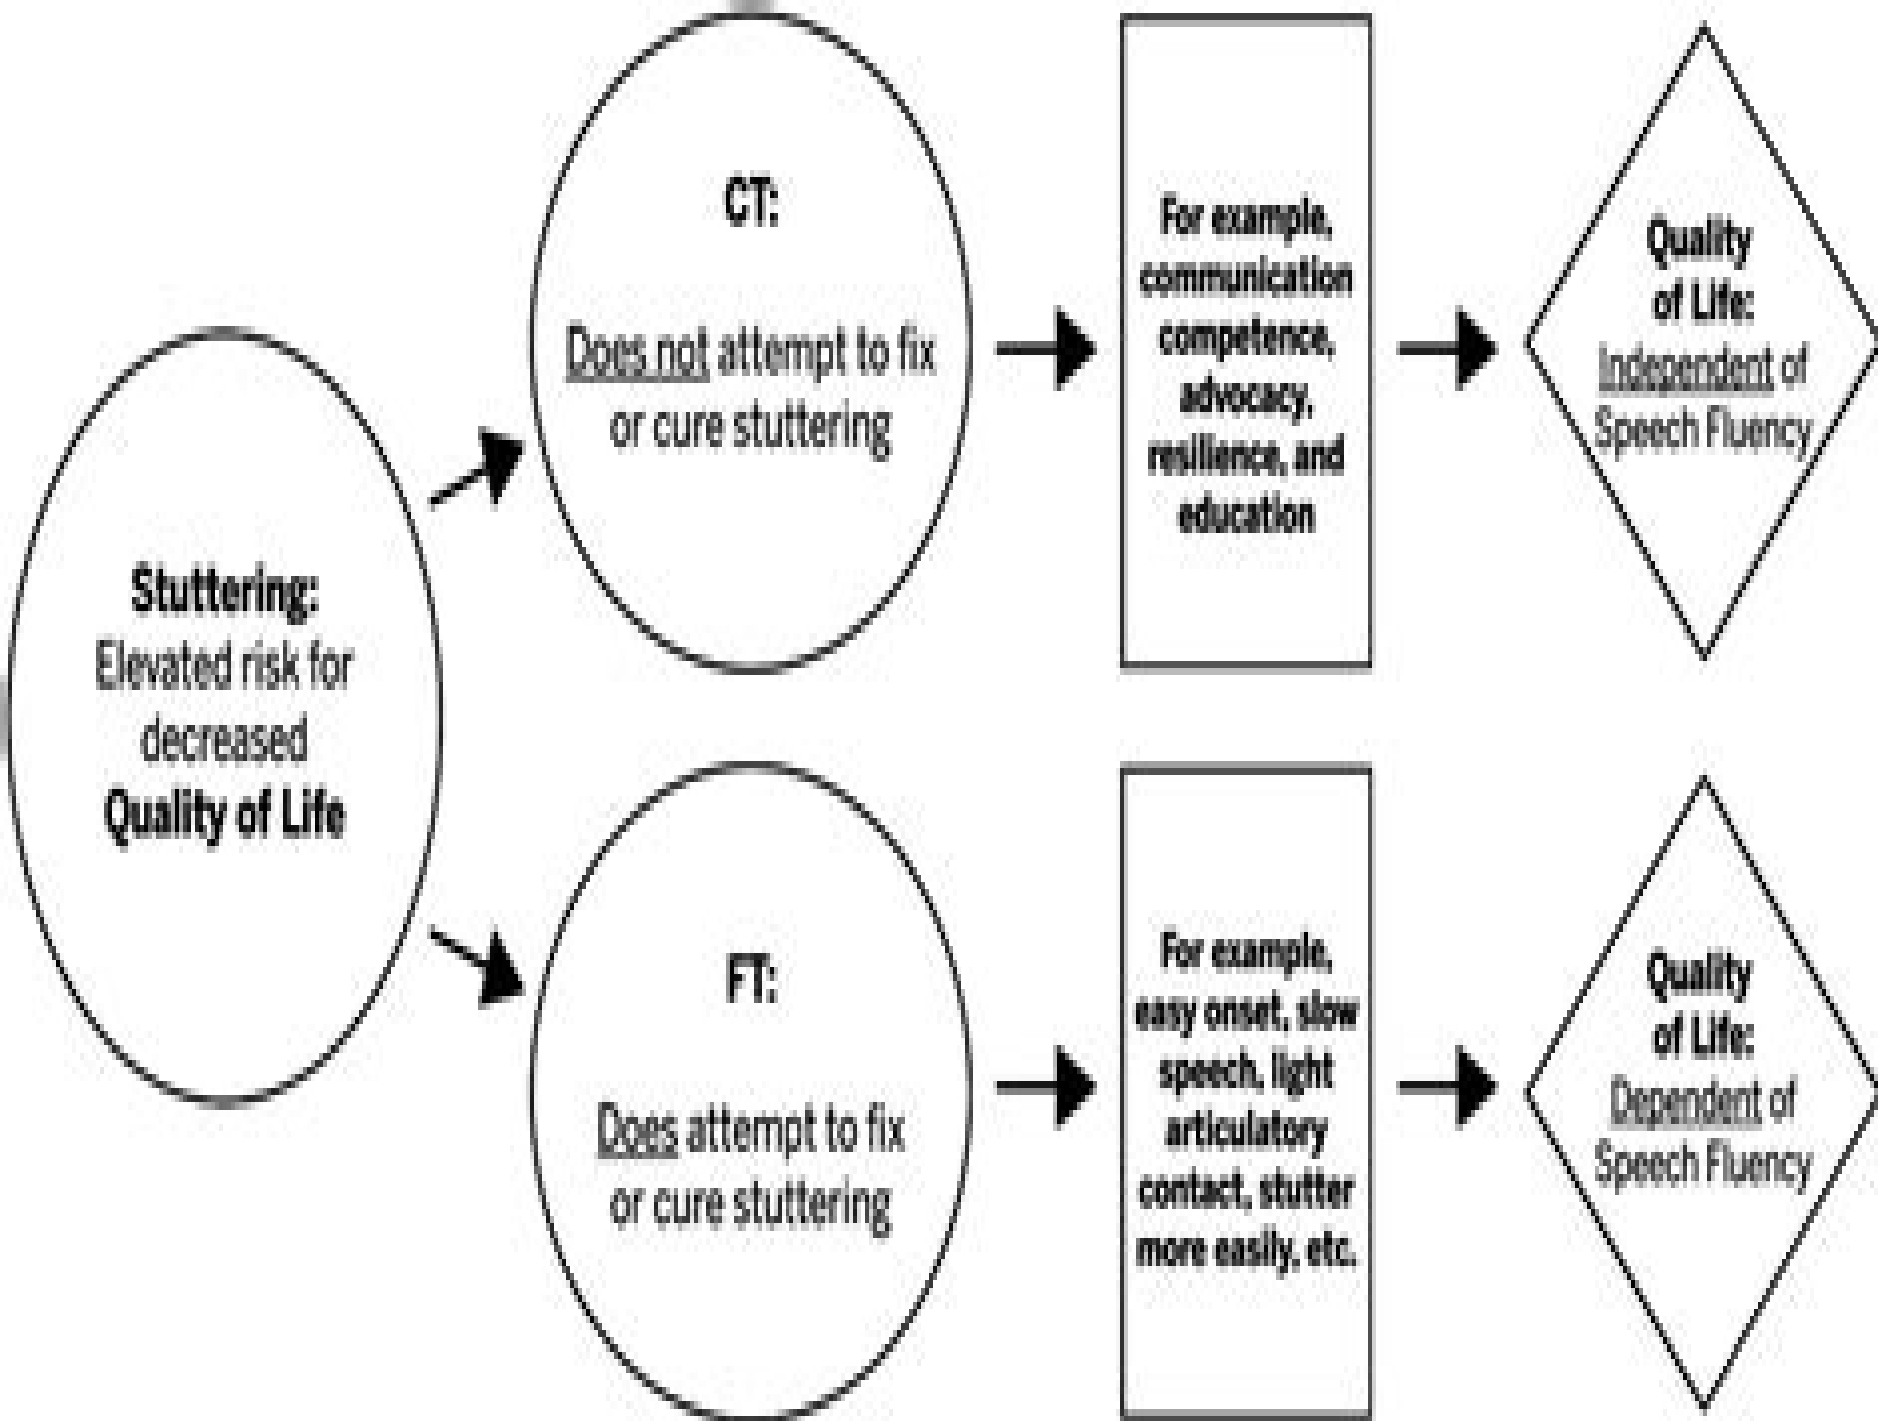 Stuttering:
Elevated risk for
decreased
Quality of Life
CT:
Does not attempt to fix
or cure stuttering
For example,
communication
competence,
advocacy,
resilience, and
education
Quality
of Life:
Independent of
Speech Fluency
FT:
Does attempt to fix
or cure stuttering
For example,
easy onset, slow
speech, light
articulatory
contact, stutter
more easily, etc.
Quality
of Life:
Dependent of
Speech Fluency